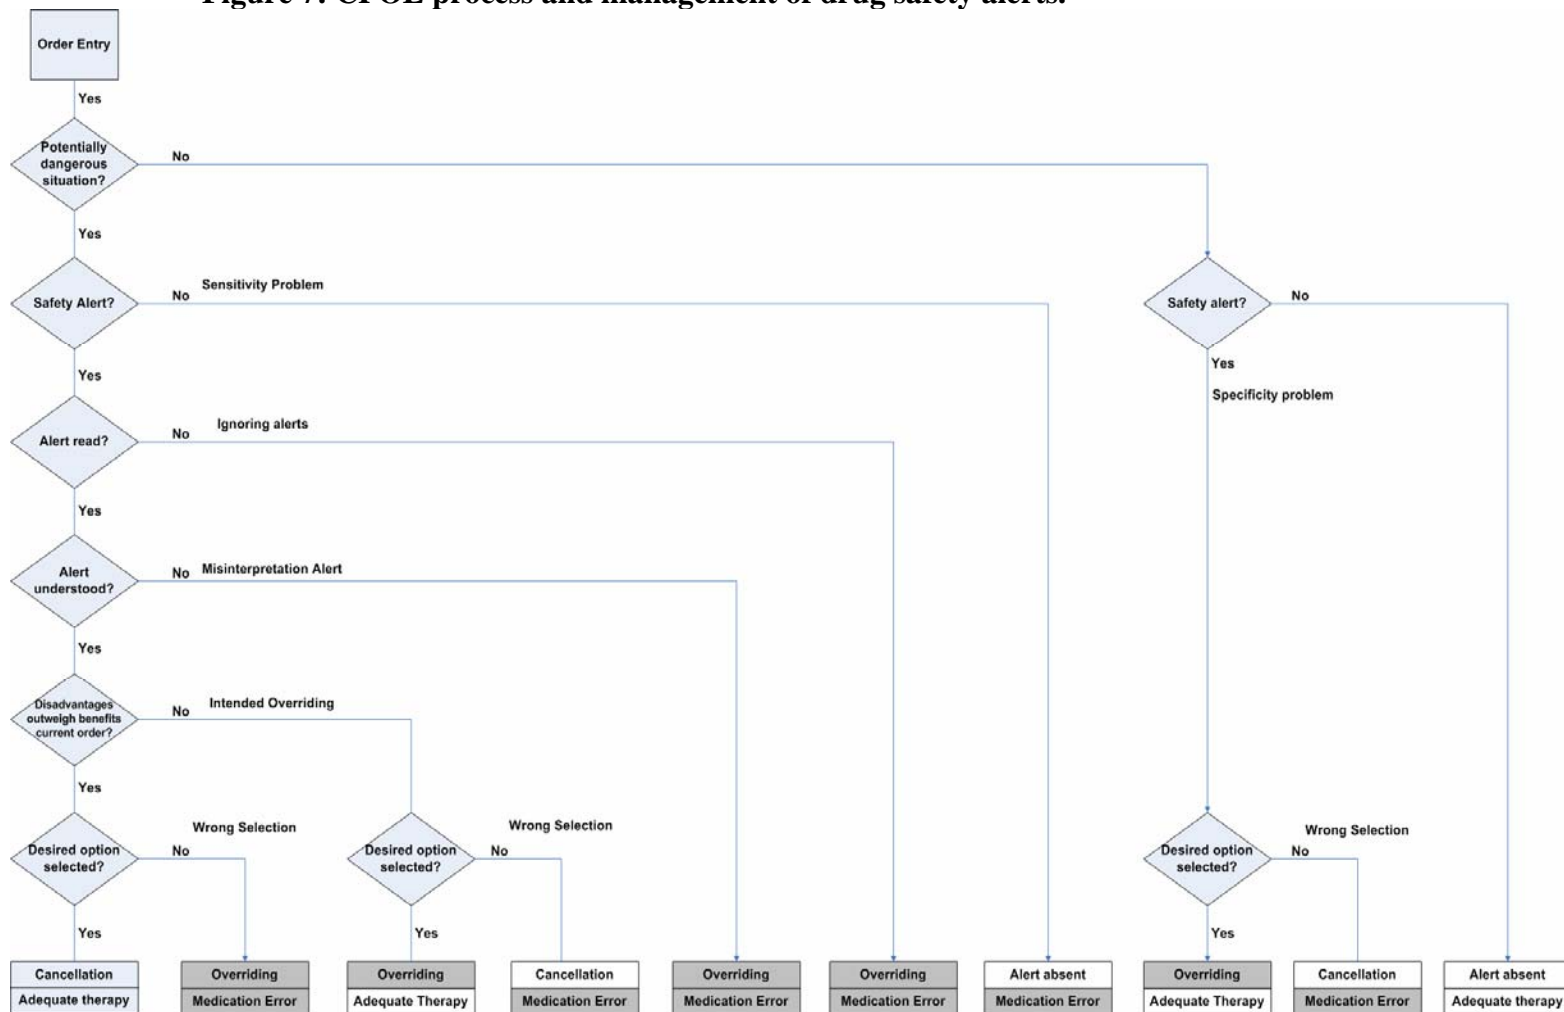 Figure 7. CPOE process and management of drug safety alerts.
Order Entry
Yes
Potentially
dangerous
situation?
No
Yes
Safety Alert?
No
Sensitivity Problem
Safety alert?
No
Yes
Yes
Specificity problem
Alert read?
No
Ignoring alerts
Yes
Alert
understood?
No
Misinterpretation Alert
Yes
Disadvantages
outweigh benefits
current order?
No
Intended Overriding
Yes
Desired option
selected?
Wrong Selection
No
Desired option
selected?
Wrong Selection
No
Desired option
selected?
Wrong Selection
No
Yes
Yes
Yes
Cancellation
Adequate therapy
Overriding
Medication Error
Overriding
Adequate Therapy
Cancellation
Medication Error
Overriding
Medication Error
Overriding
Medication Error
Alert absent
Medication Error
Overriding
Adequate Therapy
Cancellation
Medication Error
Alert absent
Adequate therapy